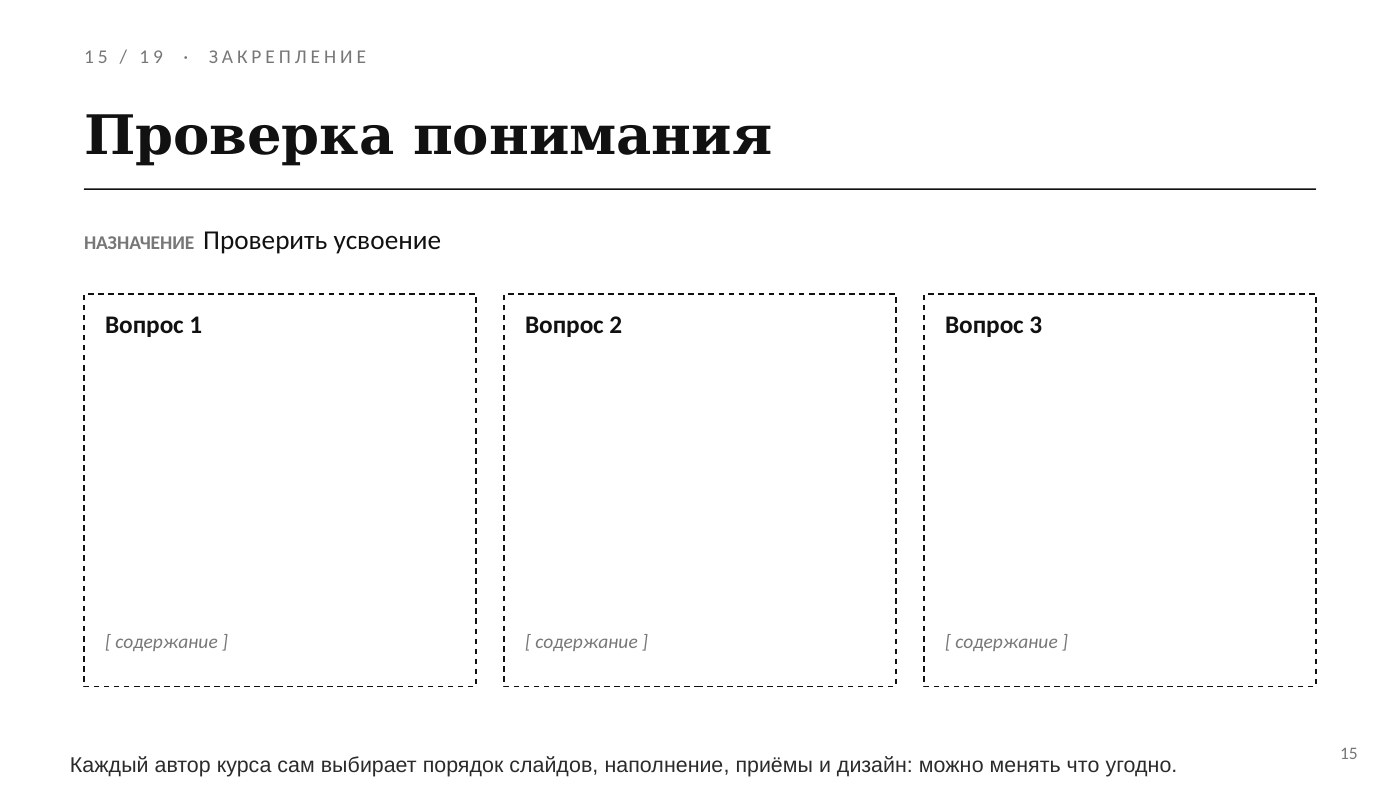 15 / 19 · ЗАКРЕПЛЕНИЕ
Проверка понимания
НАЗНАЧЕНИЕ Проверить усвоение
Вопрос 1
[ содержание ]
Вопрос 2
[ содержание ]
Вопрос 3
[ содержание ]
Каждый автор курса сам выбирает порядок слайдов, наполнение, приёмы и дизайн: можно менять что угодно.
15